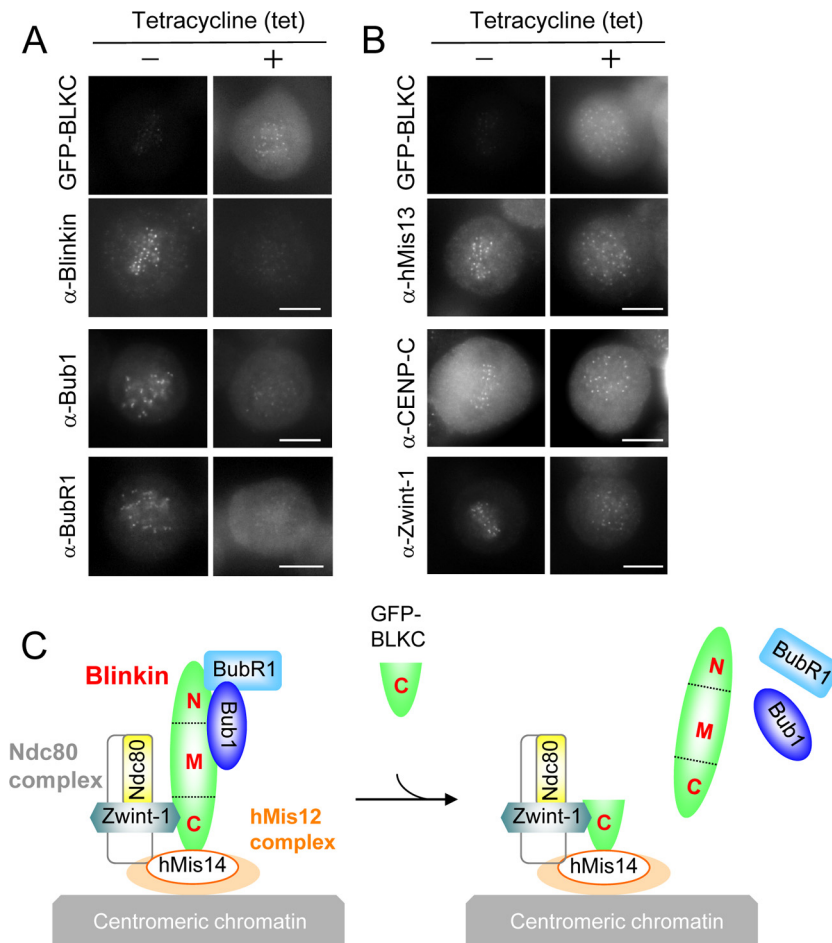 A
Tetracycline (tet)
− +
GFP-BLKC
α-Blinkin
α-Bub1
α-BubR1
B
Tetracycline (tet)
− +
GFP-BLKC
α-hMis13
α-CENP-C
α-Zwint-1
C
Blinkin
BubR1
Bub1
N
M
C
Ndc80
complex
Ndc80
Zwint-1
hMis12
complex
hMis14
Centromeric chromatin
GFP-
BLKC
C
N
M
C
BubR1
Bub1
Ndc80
Zwint-1
C
hMis14
Centromeric chromatin